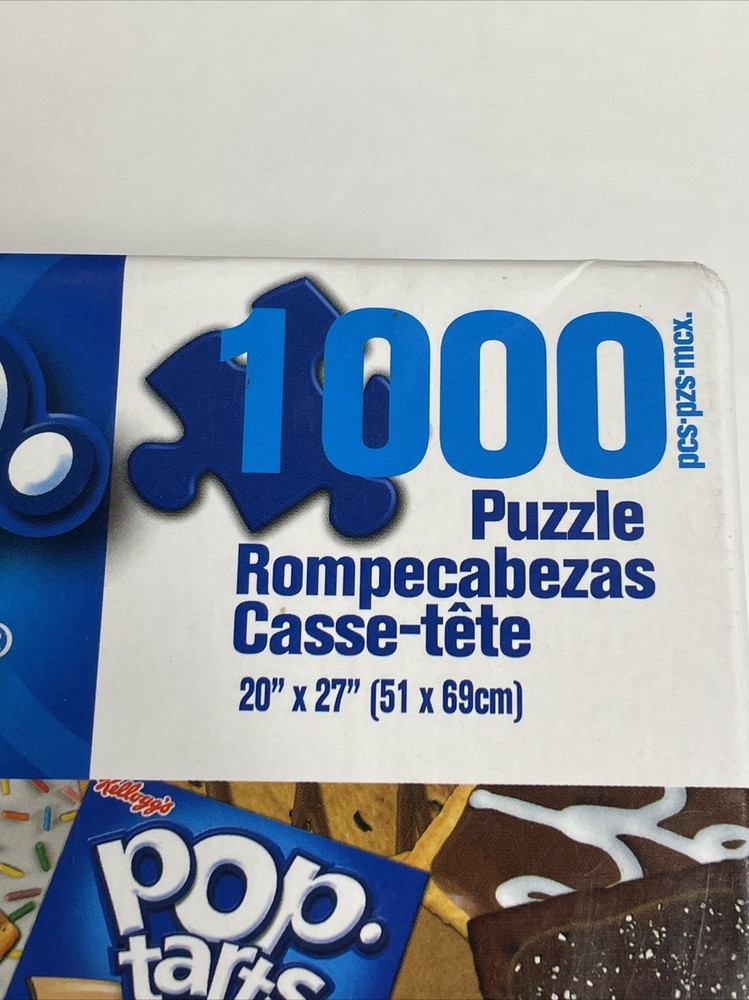 1000
pcs·pzs·mcx.
Puzzle
Rompecabezas
Casse-tête
20” x 27” (51 x 69cm)
®
Kellogg's
pop.
tarts